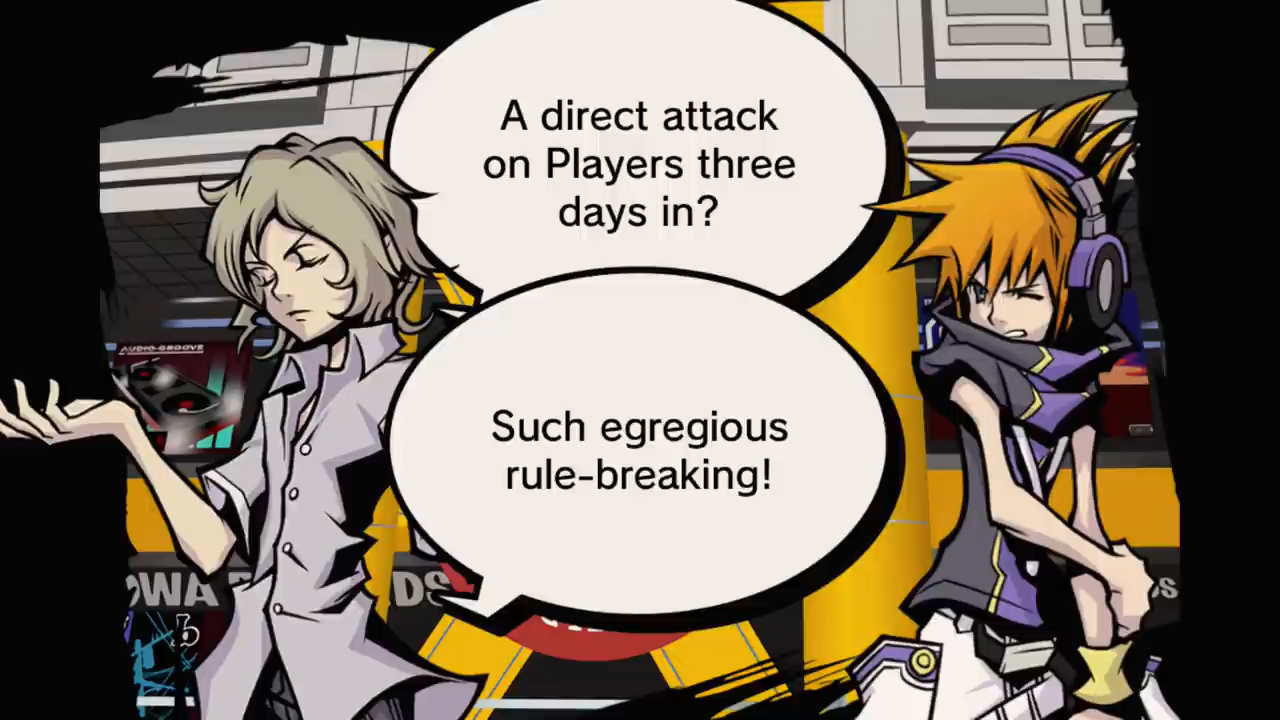 A direct attack
on Players three
days in?
Such egregious
rule-breaking!
AUDIO-GROOVE